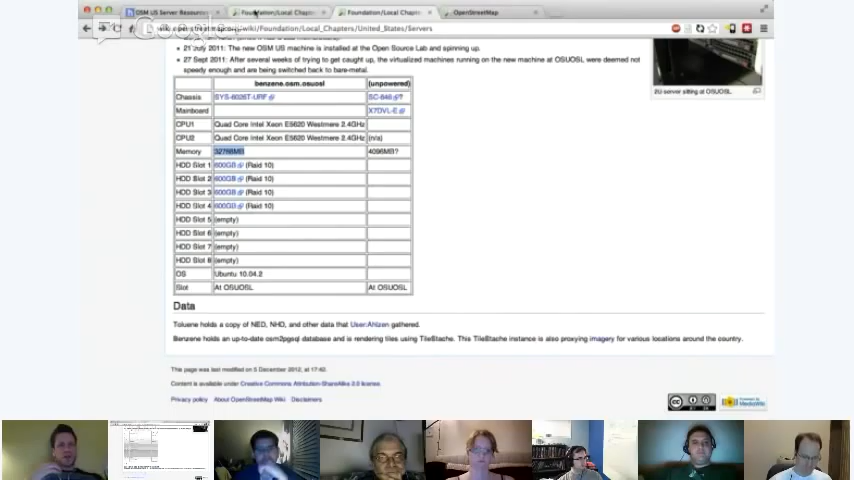 OSM US Server Resources
Foundation/Local Chapte
Foundation/Local Chapte
OpenStreetMap
wiki.openstreetmap.org/wiki/Foundation/Local_Chapters/United_States/Servers
21 July 2011: The new OSM US machine is installed at the Open Source Lab and spinning up.
27 Sept 2011: After several weeks of trying to get caught up, the virtualized machines running on the new machine at OSUOSL were deemed not
speedy enough and are being switched back to bare-metal.
2U server sitting at OSUOSL.
benzene.osm.osuosl (unpowered)
Chassis SYS-6026T-URF SC-846?
Mainboard X7DVL-E
CPU1 Quad Core Intel Xeon E5620 Westmere 2.4GHz
CPU2 Quad Core Intel Xeon E5620 Westmere 2.4GHz (n/a)
Memory 32768MB 4096MB?
HDD Slot 1 600GB (Raid 10)
HDD Slot 2 600GB (Raid 10)
HDD Slot 3 600GB (Raid 10)
HDD Slot 4 600GB (Raid 10)
HDD Slot 5 (empty)
HDD Slot 6 (empty)
HDD Slot 7 (empty)
HDD Slot 8 (empty)
OS Ubuntu 10.04.2
Slot At OSUOSL At OSUOSL
Data
Toluene holds a copy of NED, NHD, and other data that User:Ahlzen gathered.
Benzene holds an up-to-date osm2pgsql database and is rendering tiles using TileStache. This TileStache instance is also proxying imagery for various locations around the country.
This page was last modified on 5 December 2012, at 17:42.
Content is available under Creative Commons Attribution-ShareAlike 2.0 license.
Privacy policy About OpenStreetMap Wiki Disclaimers
MediaWiki